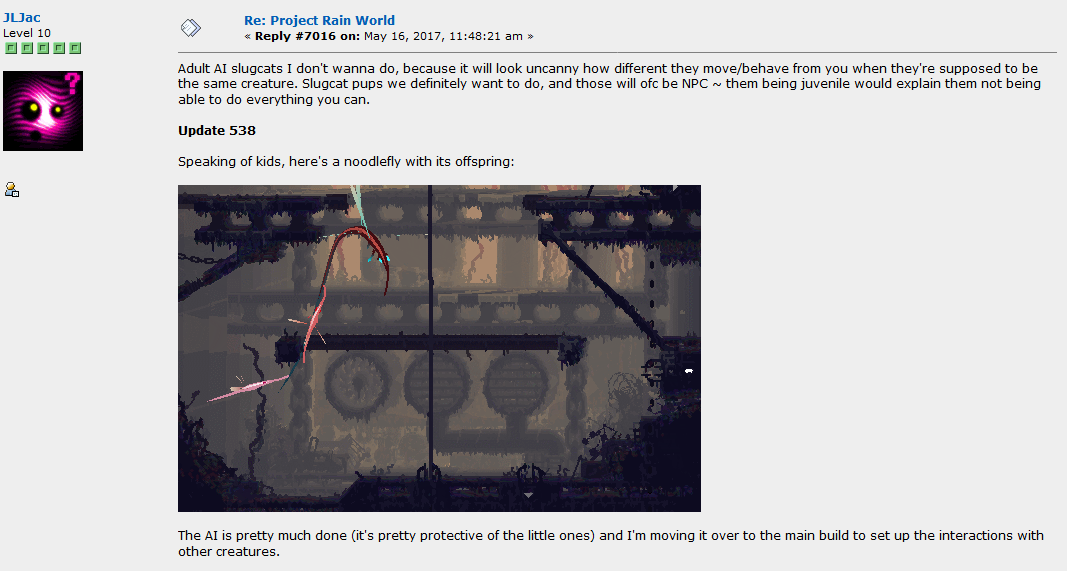 JLJac
Level 10
Re: Project Rain World
« Reply #7016 on: May 16, 2017, 11:48:21 am »
Adult AI slugcats I don't wanna do, because it will look uncanny how different they move/behave from you when they're supposed to be
the same creature. Slugcat pups we definitely want to do, and those will ofc be NPC ~ them being juvenile would explain them not being
able to do everything you can.
Update 538
Speaking of kids, here's a noodlefly with its offspring:
The AI is pretty much done (it's pretty protective of the little ones) and I'm moving it over to the main build to set up the interactions with
other creatures.